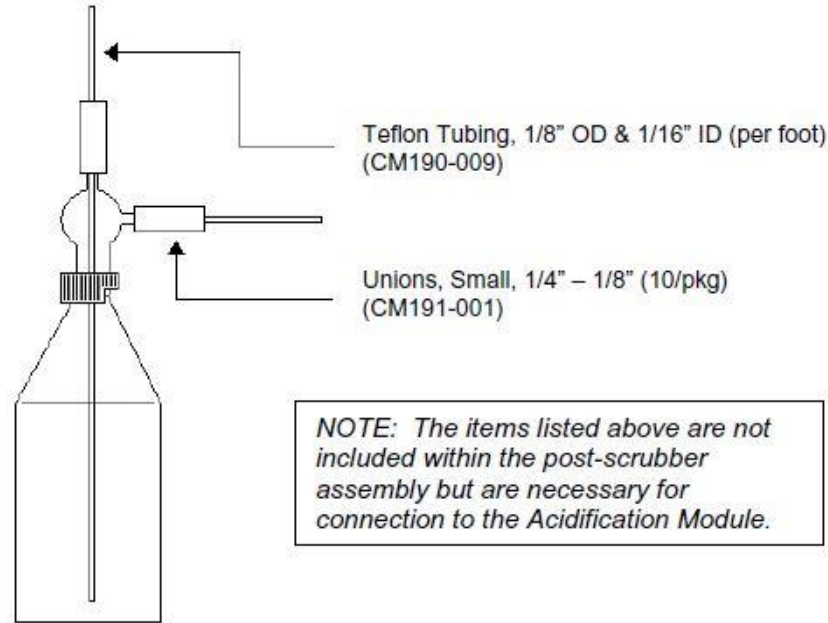 Teflon Tubing, 1/8” OD & 1/16” ID (per foot)
(CM190-009)
Unions, Small, 1/4” – 1/8” (10/pkg)
(CM191-001)
NOTE: The items listed above are not
included within the post-scrubber
assembly but are necessary for
connection to the Acidification Module.